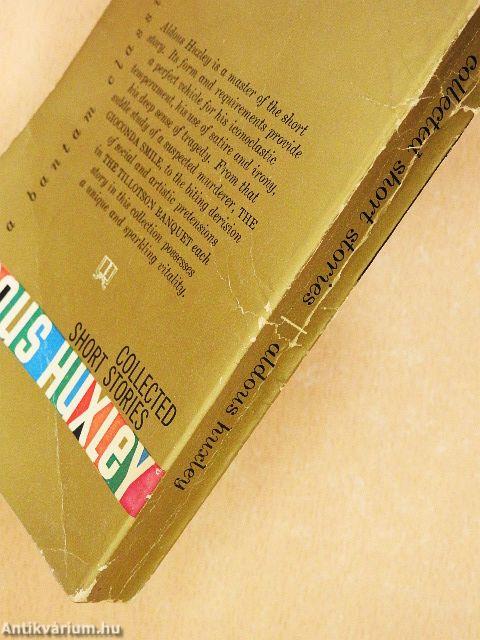 a bantam clas
Aldous Huxley is a master of the short
story. Its form and requirements provide
a perfect vehicle for his iconoclastic
temperament, his use of satire and irony,
his deep sense of tragedy. From that
subtle study of a suspected murderer, THE
GIOCONDA SMILE, to the biting derision
of social and artistic pretensions
in THE TILLOTSON BANQUET each
story in this collection possesses
a unique and sparkling vitality.
COLLECTED
SHORT STORIES
OUS HUXLEY
collected short stories
aldous huxley
Antikvárium.hu